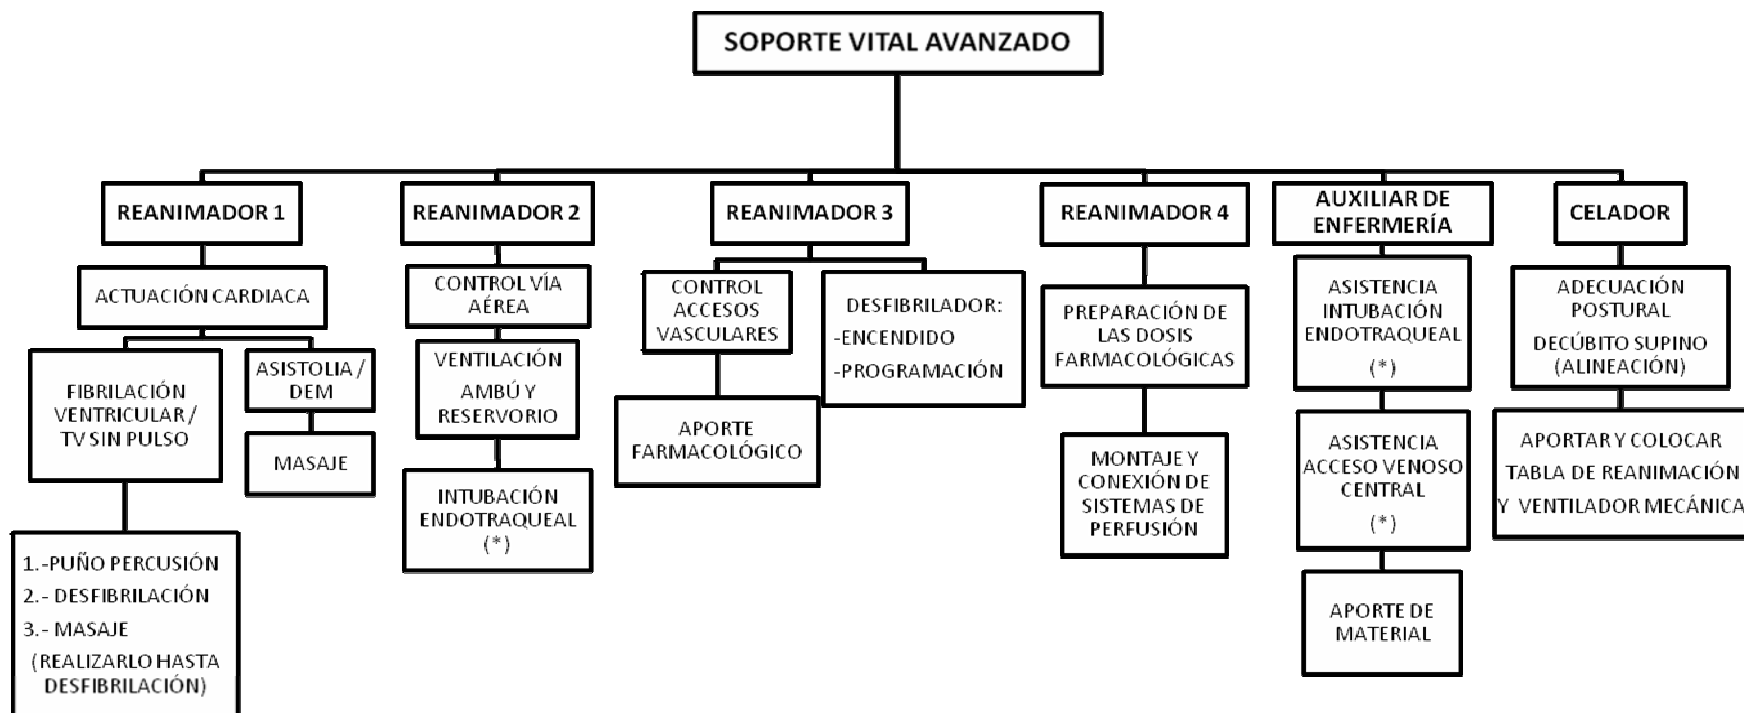 SOPORTE VITAL AVANZADO
REANIMADOR 1
ACTUACIÓN CARDIACA
FIBRILACIÓN
VENTRICULAR /
TV SIN PULSO
1.-PUÑO PERCUSIÓN
2.- DESFIBRILACIÓN
3.- MASAJE
(REALIZARLO HASTA
DESFIBRILACIÓN)
ASISTOLIA /
DEM
MASAJE
REANIMADOR 2
CONTROL VÍA
AÉREA
VENTILACIÓN
AMBÚ Y
RESERVORIO
INTUBACIÓN
ENDOTRAQUEAL
(*)
REANIMADOR 3
CONTROL
ACCESOS
VASCULARES
APORTE
FARMACOLÓGICO
DESFIBRILADOR:
-ENCENDIDO
-PROGRAMACIÓN
REANIMADOR 4
PREPARACIÓN DE
LAS DOSIS
FARMACOLÓGICAS
MONTAJE Y
CONEXIÓN DE
SISTEMAS DE
PERFUSIÓN
AUXILIAR DE
ENFERMERÍA
ASISTENCIA
INTUBACIÓN
ENDOTRAQUEAL
(*)
ASISTENCIA
ACCESO VENOSO
CENTRAL
(*)
APORTE DE
MATERIAL
CELADOR
ADECUACIÓN
POSTURAL
DECÚBITO SUPINO
(ALINEACIÓN)
APORTAR Y COLOCAR
TABLA DE REANIMACIÓN
Y VENTILADOR MECÁNICA